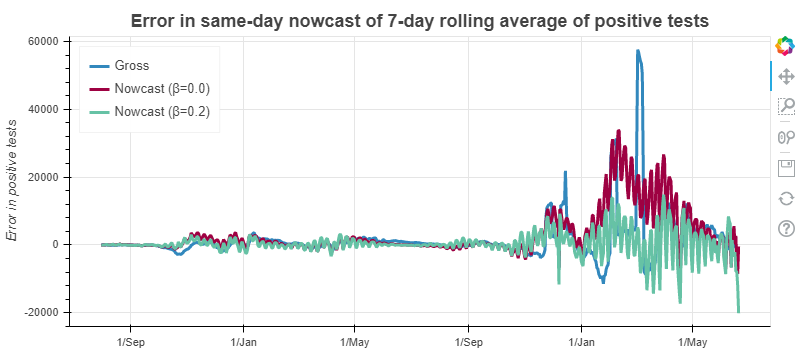 Error in same-day nowcast of 7-day rolling average of positive tests
Gross
Nowcast (β=0.0)
Nowcast (β=0.2)
Error in positive tests
60000
40000
20000
0
-20000
1/Sep 1/Jan 1/May 1/Sep 1/Jan 1/May